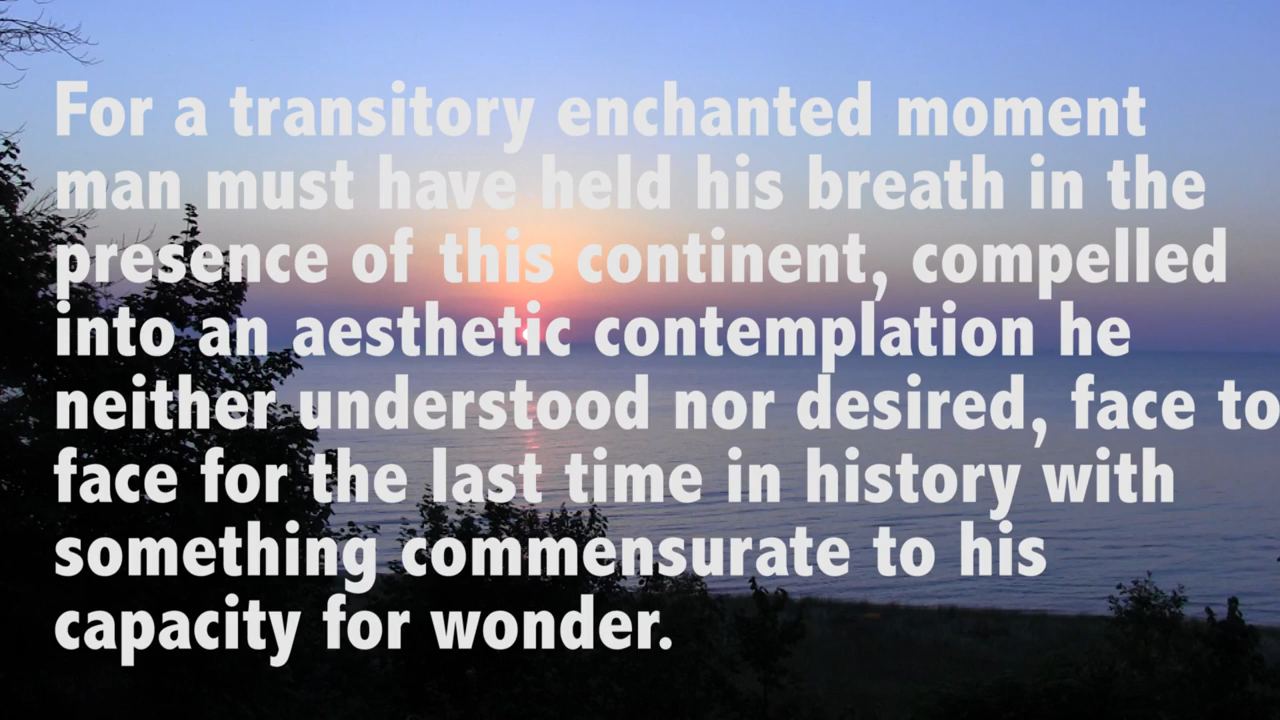 For a transitory enchanted moment
man must have held his breath in the
presence of this continent, compelled
into an aesthetic contemplation he
neither understood nor desired, face to
face for the last time in history with
something commensurate to his
capacity for wonder.